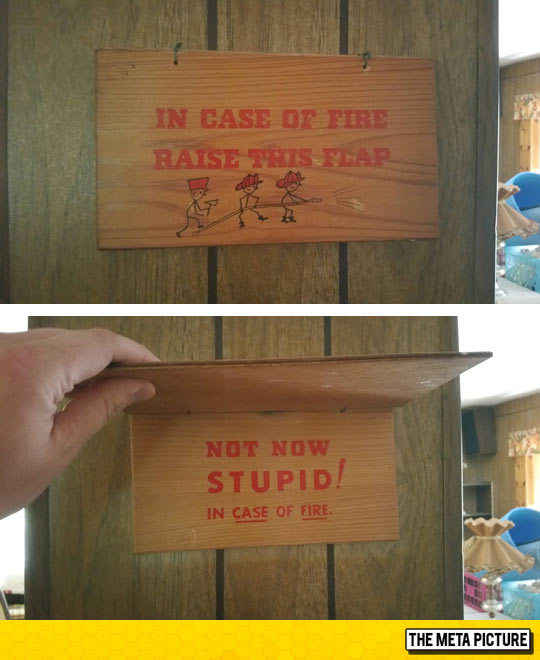 IN CASE OF FIRE
RAISE THIS FLAP
NOT NOW
STUPID!
IN CASE OF FIRE.
THE META PICTURE